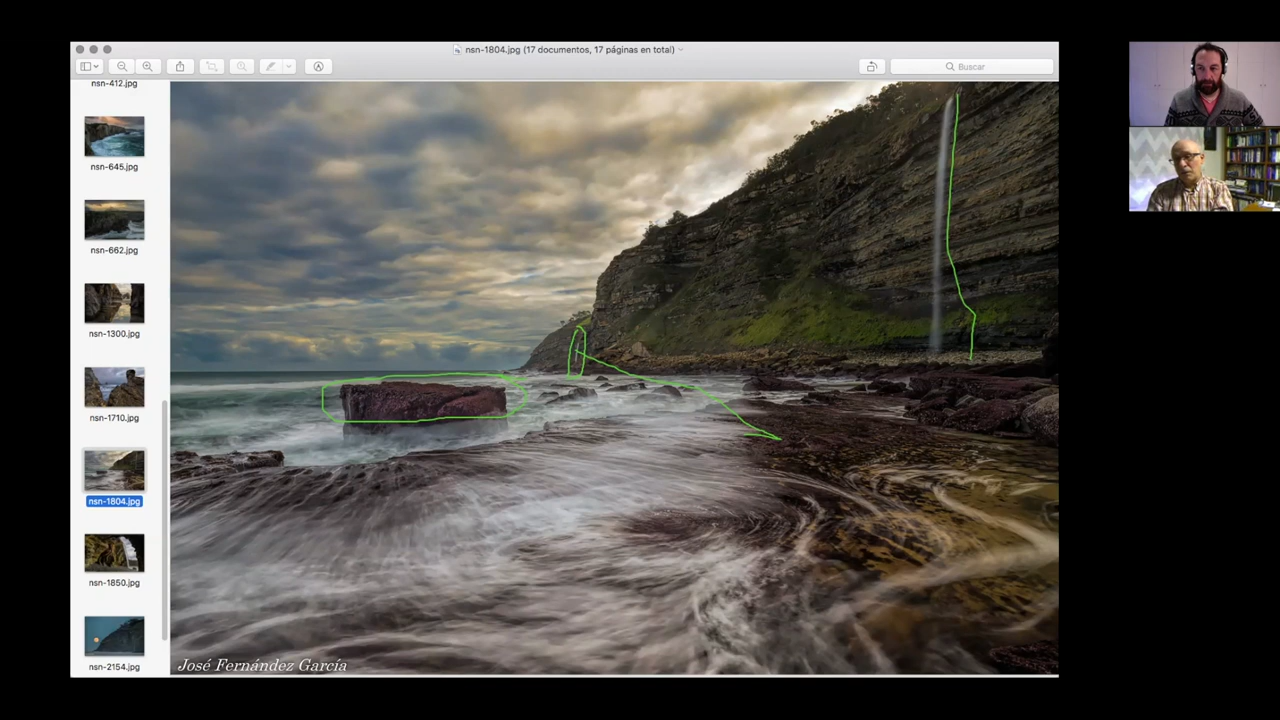 nsn-1804.jpg (17 documentos, 17 páginas en total)
Buscar
nsn-412.jpg
nsn-645.jpg
nsn-662.jpg
nsn-1300.jpg
nsn-1710.jpg
nsn-1804.jpg
nsn-1850.jpg
nsn-2154.jpg
José Fernández García